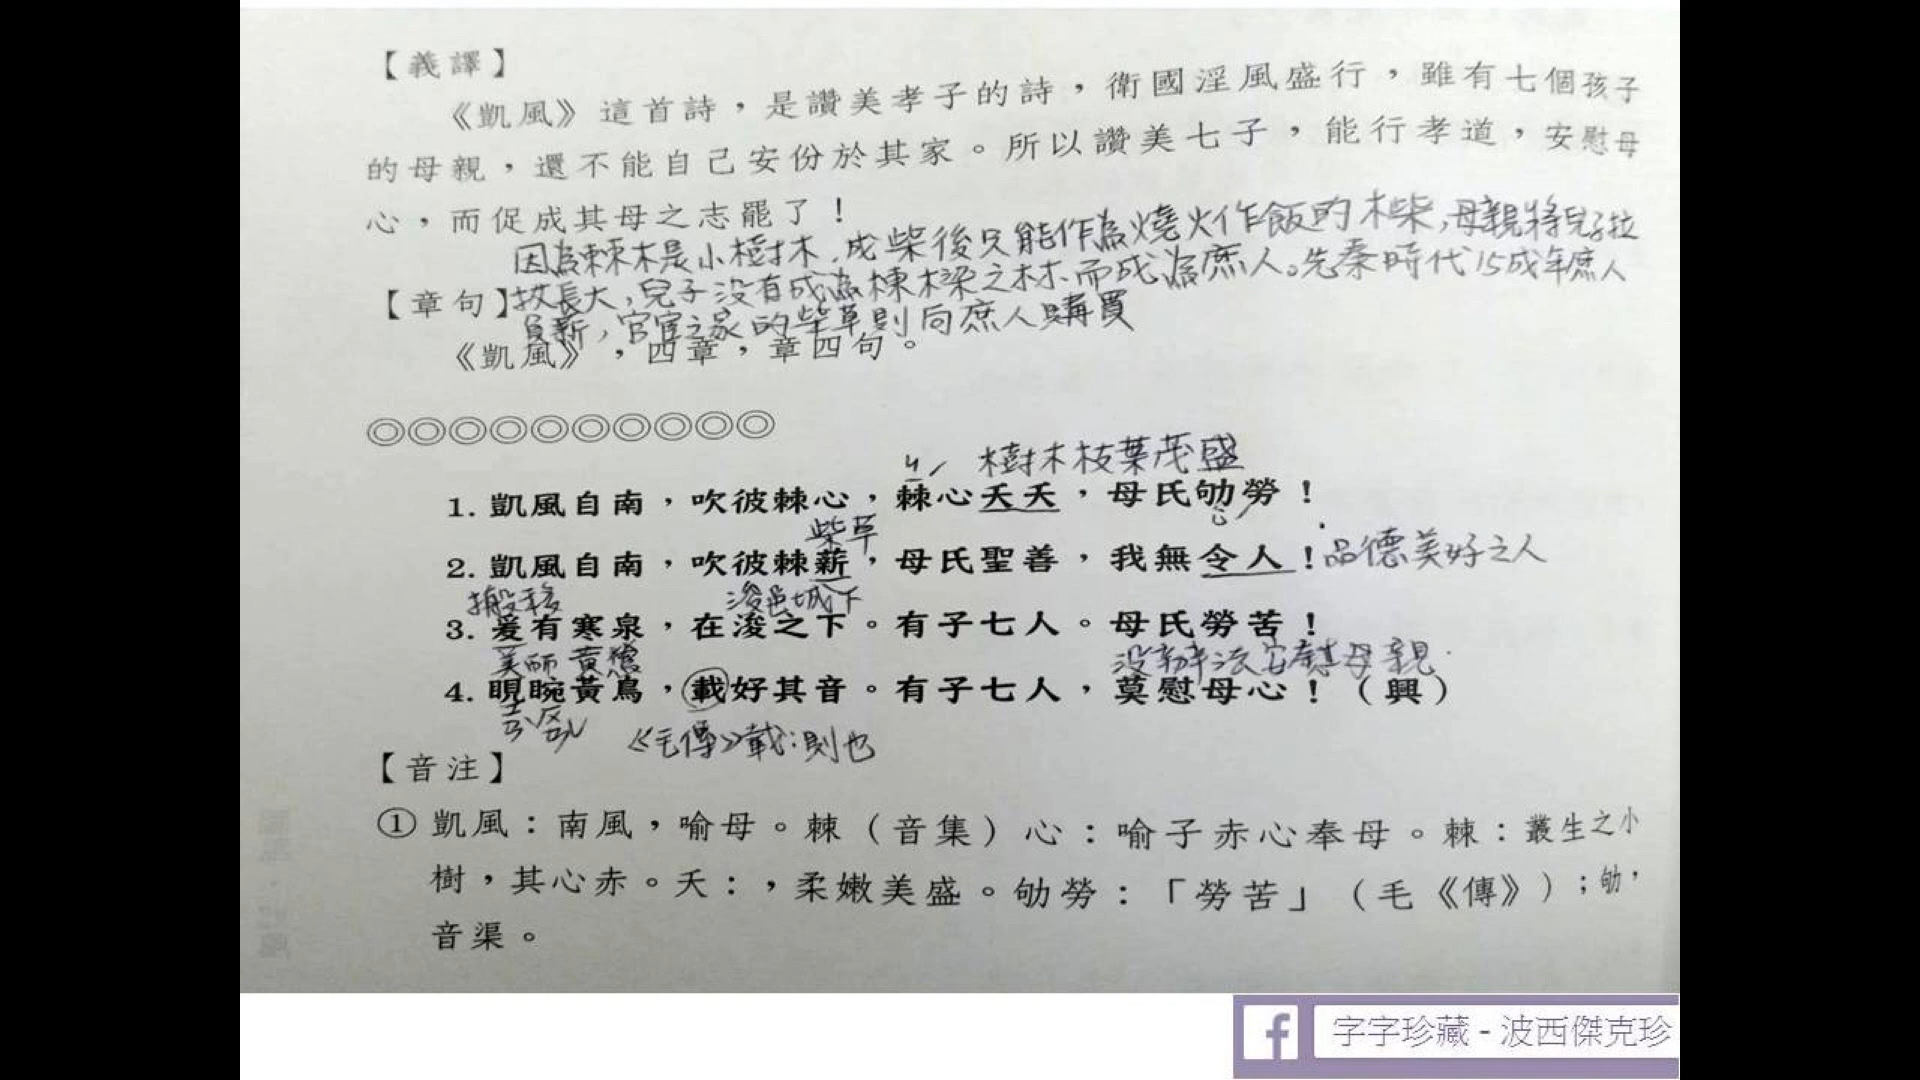 【義譯】
《凱風》這首詩，是讚美孝子的詩，衛國淫風盛行，雖有七個孩子
的母親，還不能自己安份於其家。所以讚美七子，能行孝道，安慰母
心，而促成其母之志罷了！
因為棘木是小樹木，成柴後只能作為燒火作飯的木柴，母親將兒子拉
【章句】拔長大，兒子沒有成為棟樑之材而成為庶人。先秦時代15成年庶人
負薪，官宦之家的柴草則向庶人購買
《凱風》，四章，章四句。
◎◎◎◎◎◎◎◎◎◎
ㄐㄧˊ 樹木枝葉茂盛
1. 凱風自南，吹彼棘心，棘心夭夭，母氏劬勞！
柴草
2. 凱風自南，吹彼棘薪，母氏聖善，我無令人！品德美好之人
搬移 浚邑城下
3. 爰有寒泉，在浚之下。有子七人。母氏勞苦！
黃鶯 沒辦法安慰母親
4. 睍睆黃鳥，載好其音。有子七人，莫慰母心！（興）
《毛傳》載：則也
【音注】
① 凱風：南風，喻母。棘（音集）心：喻子赤心奉母。棘：叢生之小
樹，其心赤。夭：，柔嫩美盛。劬勞：「勞苦」（毛《傳》）；劬，
音渠。
字字珍藏 - 波西傑克珍